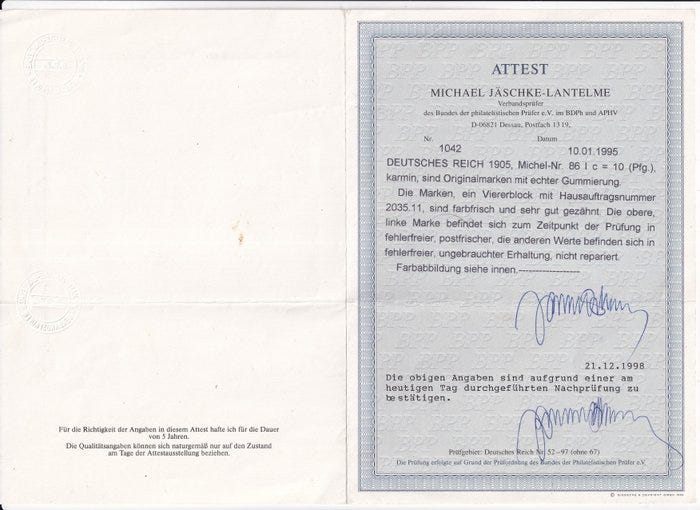 Für die Richtigkeit der Angaben in diesem Attest hafte ich für die Dauer
von 5 Jahren.
Die Qualitätsangaben können sich naturgemäß nur auf den Zustand
am Tage der Attestausstellung beziehen.
ATTEST
MICHAEL JÄSCHKE-LANTELME
Verbandsprüfer
des Bundes der philatelistischen Prüfer e.V. im BDPh und APHV
D-06821 Dessau, Postfach 1319,
Nr. Datum
1042 10.01.1995
DEUTSCHES REICH 1905, Michel-Nr. 86 I c = 10 (Pfg.),
karmin, sind Originalmarken mit echter Gummierung.
Die Marken, ein Viererblock mit Hausauftragsnummer
2035.11, sind farbfrisch und sehr gut gezähnt. Die obere,
linke Marke befindet sich zum Zeitpunkt der Prüfung in
fehlerfreier, postfrischer, die anderen Werte befinden sich in
fehlerfreier, ungebrauchter Erhaltung, nicht repariert.
Farbabbildung siehe innen.-------------------
21.12.1998
Die obigen Angaben sind aufgrund einer am
heutigen Tag durchgeführten Nachprüfung zu
bestätigen.
Prüfgebiet: Deutsches Reich Nr. 52–97 (ohne 67)
Die Prüfung erfolgte auf Grund der Prüfordnung des Bundes der Philatelistischen Prüfer e.V.